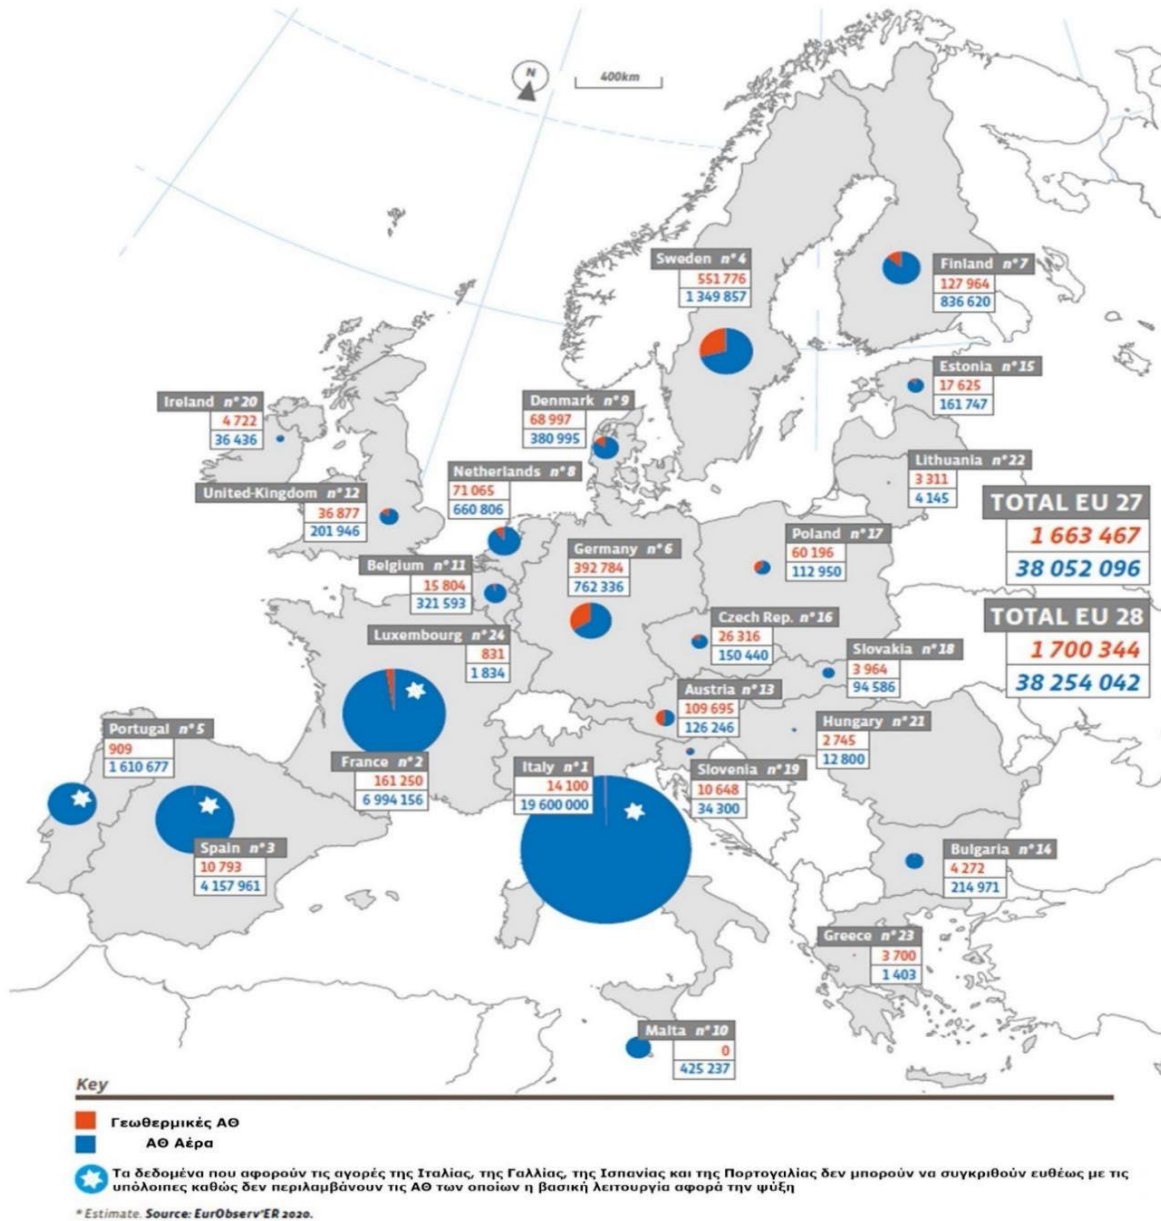 N
400km
Sweden n°4
551 776
1 349 857
Finland n°7
127 964
836 620
Estonia n°15
17 625
161 747
Ireland n°20
4 722
36 436
Denmark n°9
68 997
380 995
Lithuania n°22
3 311
4 145
Netherlands n°8
71 065
660 806
United-Kingdom n°12
36 877
201 946
TOTAL EU 27
1 663 467
38 052 096
Poland n°17
60 196
112 950
Germany n°6
392 784
762 336
Belgium n°11
15 804
321 593
TOTAL EU 28
1 700 344
38 254 042
Czech Rep. n°16
26 316
150 440
Luxembourg n°24
831
1 834
Slovakia n°18
3 964
94 586
Austria n°13
109 695
126 246
Portugal n°5
909
1 610 677
Hungary n°21
2 745
12 800
France n°2
161 250
6 994 156
Italy n°1
14 100
19 600 000
Slovenia n°19
10 648
34 300
Spain n°3
10 793
4 157 961
Bulgaria n°14
4 272
214 971
Greece n°23
3 700
1 403
Malta n°10
0
425 237
Key
Γεωθερμικές ΑΘ
ΑΘ Αέρα
Τα δεδομένα που αφορούν τις αγορές της Ιταλίας, της Γαλλίας, της Ισπανίας και της Πορτογαλίας δεν μπορούν να συγκριθούν ευθέως με τις
υπόλοιπες καθώς δεν περιλαμβάνουν τις ΑΘ των οποίων η βασική λειτουργία αφορά την ψύξη
* Estimate. Source: EurObserv'ER 2020.